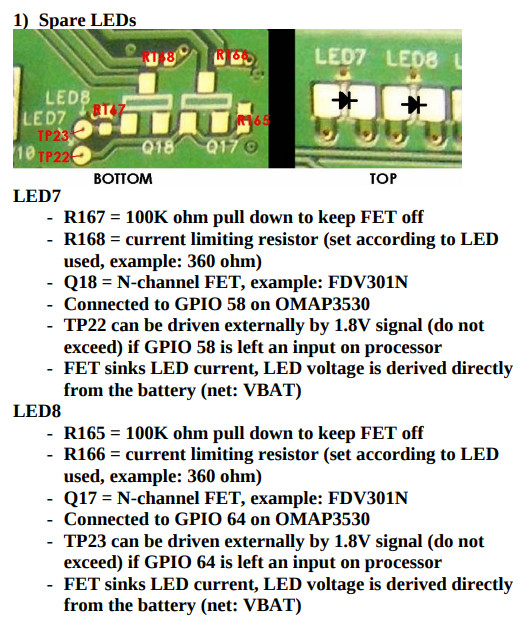 1) Spare LEDs
R168
R166
LED8
LED7
R167
R165
TP23
TP22
10
Q18
Q17
LED7
LED8
L
BOTTOM
TOP
LED7
- R167 = 100K ohm pull down to keep FET off
- R168 = current limiting resistor (set according to LED
used, example: 360 ohm)
- Q18 = N-channel FET, example: FDV301N
- Connected to GPIO 58 on OMAP3530
- TP22 can be driven externally by 1.8V signal (do not
exceed) if GPIO 58 is left an input on processor
- FET sinks LED current, LED voltage is derived directly
from the battery (net: VBAT)
LED8
- R165 = 100K ohm pull down to keep FET off
- R166 = current limiting resistor (set according to LED
used, example: 360 ohm)
- Q17 = N-channel FET, example: FDV301N
- Connected to GPIO 64 on OMAP3530
- TP23 can be driven externally by 1.8V signal (do not
exceed) if GPIO 64 is left an input on processor
- FET sinks LED current, LED voltage is derived directly
from the battery (net: VBAT)